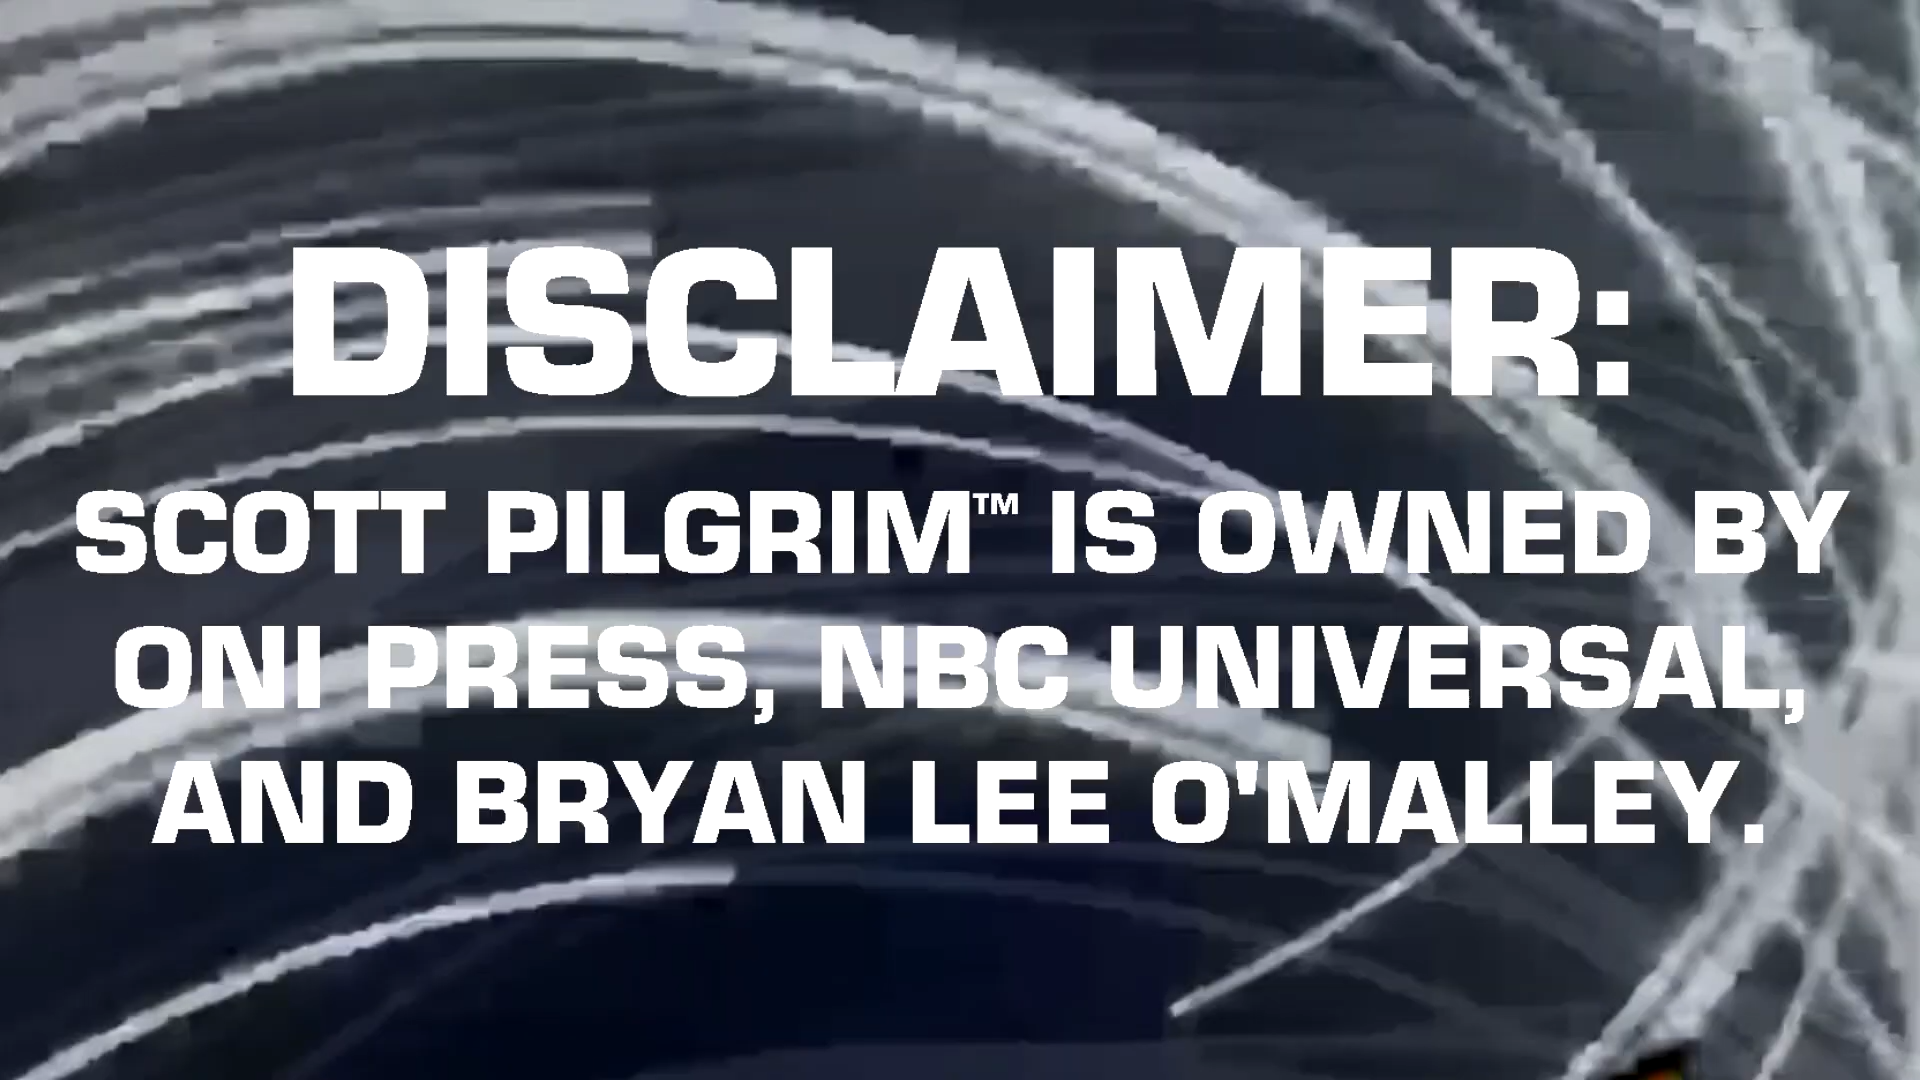 DISCLAIMER:
SCOTT PILGRIM™ IS OWNED BY
ONI PRESS, NBC UNIVERSAL,
AND BRYAN LEE O'MALLEY.